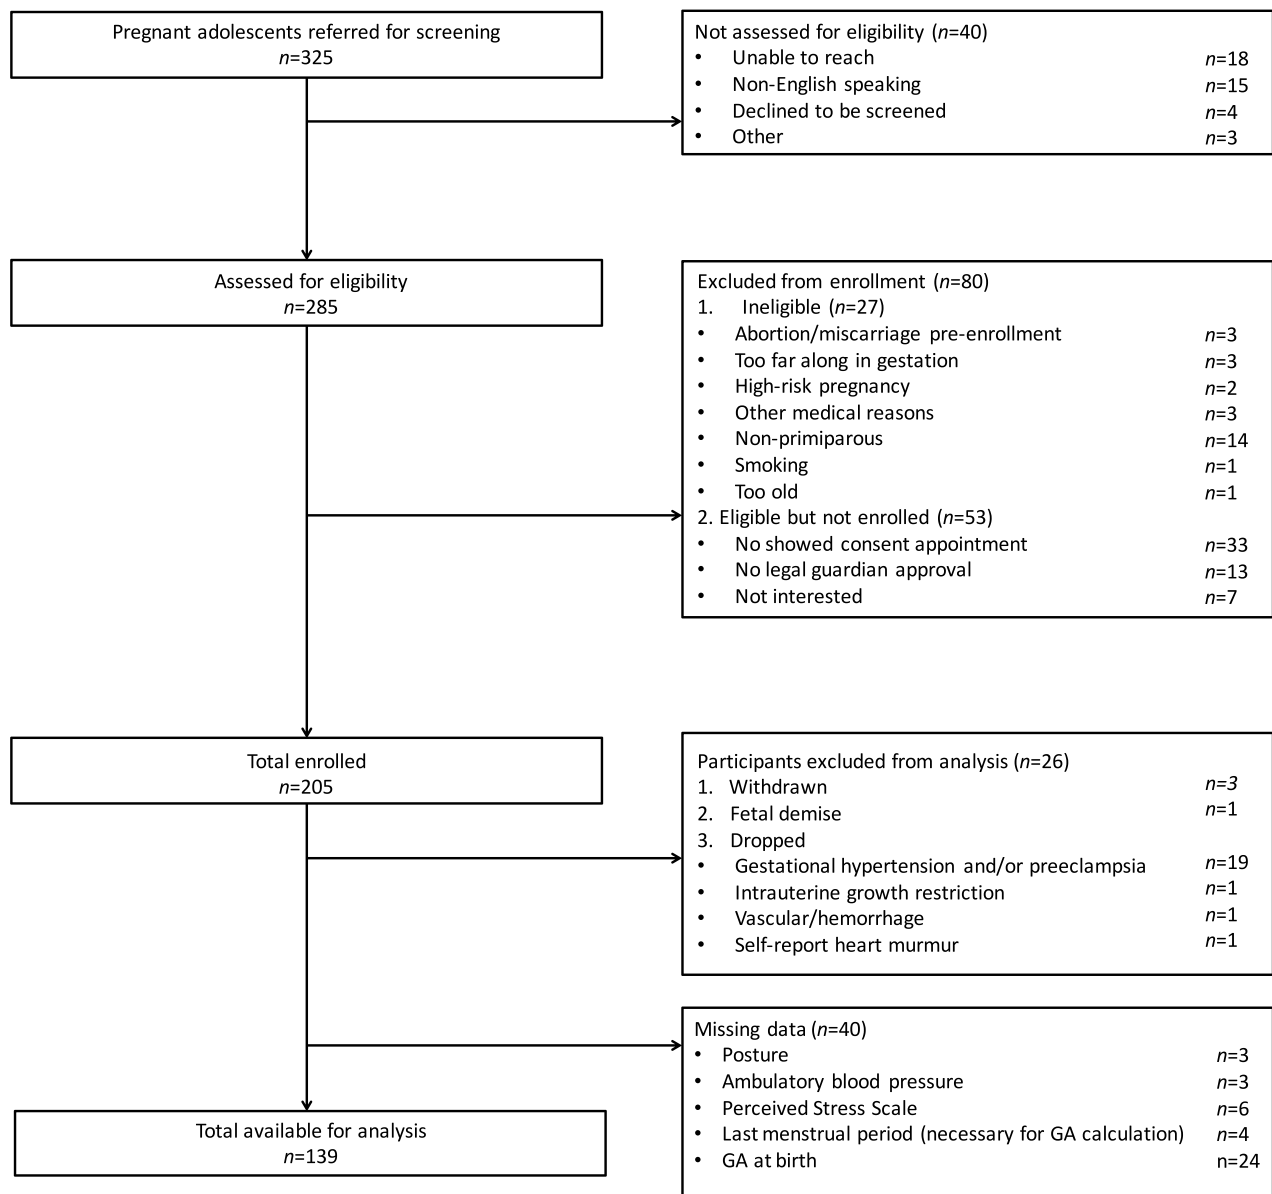 Pregnant adolescents referred for screening
n=325
Not assessed for eligibility (n=40)
• Unable to reach n=18
• Non-English speaking n=15
• Declined to be screened n=4
• Other n=3
Assessed for eligibility
n=285
Excluded from enrollment (n=80)
1. Ineligible (n=27)
• Abortion/miscarriage pre-enrollment n=3
• Too far along in gestation n=3
• High-risk pregnancy n=2
• Other medical reasons n=3
• Non-primiparous n=14
• Smoking n=1
• Too old n=1
2. Eligible but not enrolled (n=53)
• No showed consent appointment n=33
• No legal guardian approval n=13
• Not interested n=7
Total enrolled
n=205
Participants excluded from analysis (n=26)
1. Withdrawn n=3
2. Fetal demise n=1
3. Dropped
• Gestational hypertension and/or preeclampsia n=19
• Intrauterine growth restriction n=1
• Vascular/hemorrhage n=1
• Self-report heart murmur n=1
Missing data (n=40)
• Posture n=3
• Ambulatory blood pressure n=3
• Perceived Stress Scale n=6
• Last menstrual period (necessary for GA calculation) n=4
• GA at birth n=24
Total available for analysis
n=139